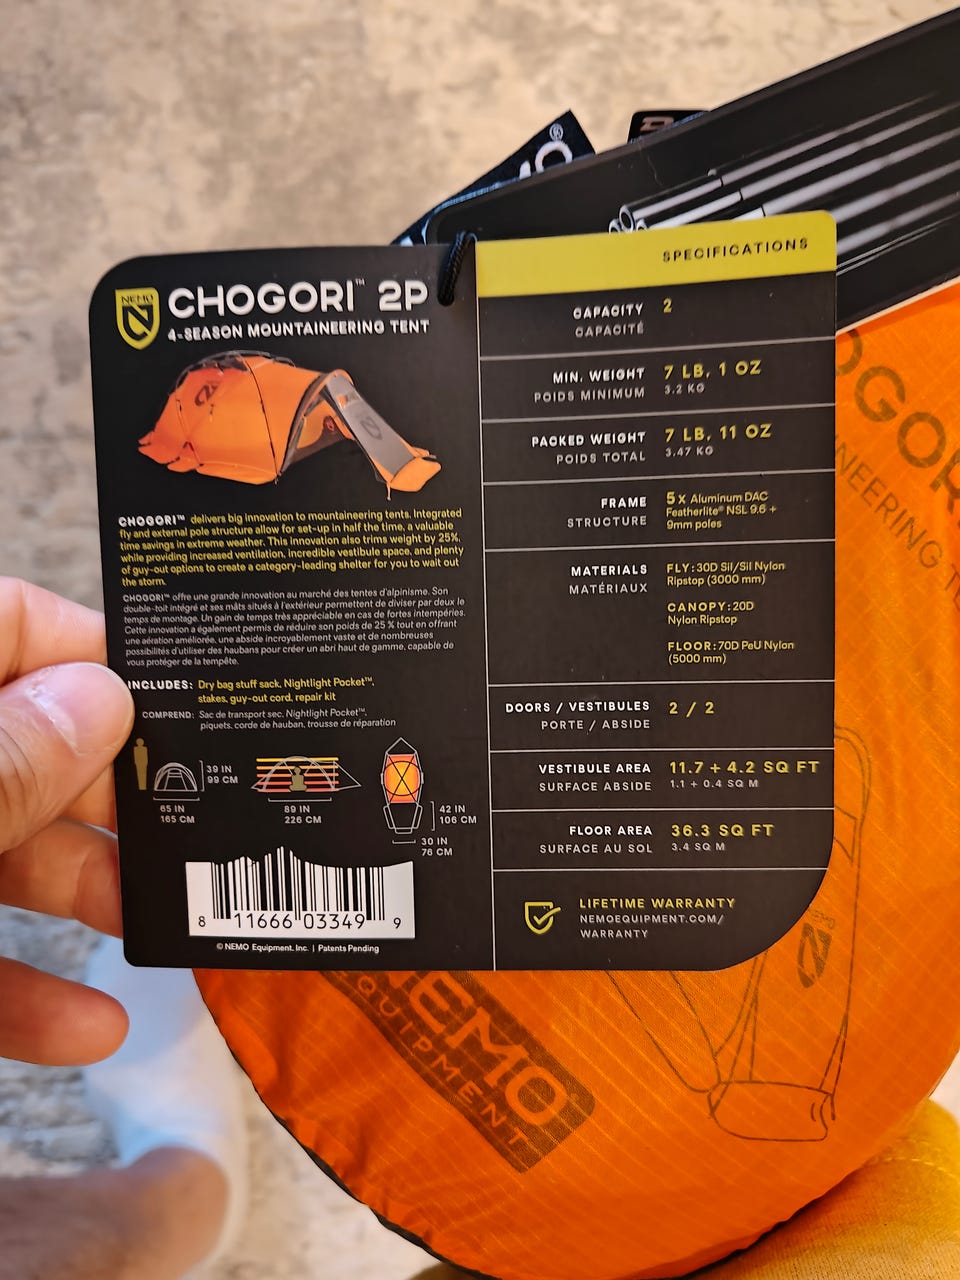 NEMO
CHOGORI™ 2P
4-SEASON MOUNTAINEERING TENT
CHOGORI™ delivers big innovation to mountaineering tents. Integrated
fly and external pole structure allow for set-up in half the time, a valuable
time savings in extreme weather. This innovation also trims weight by 25%,
while providing increased ventilation, incredible vestibule space, and plenty
of guy-out options to create a category-leading shelter for you to wait out
the storm.
CHOGORI™ offre une grande innovation au marché des tentes d'alpinisme. Son
double-toit intégré et ses mâts situés à l'extérieur permettent de diviser par deux le
temps de montage. Un gain de temps très appréciable en cas de fortes intempéries.
Cette innovation a également permis de réduire son poids de 25 % tout en offrant
une aération améliorée, une abside incroyablement vaste et de nombreuses
possibilités d'utiliser des haubans pour créer un abri haut de gamme, capable de
vous protéger de la tempête.
INCLUDES: Dry bag stuff sack, Nightlight Pocket™,
stakes, guy-out cord, repair kit
COMPREND: Sac de transport sec, Nightlight Pocket™,
piquets, corde de hauban, trousse de réparation
39 IN
99 CM
65 IN
165 CM
89 IN
226 CM
42 IN
106 CM
30 IN
76 CM
8 11666 03349 9
© NEMO Equipment, Inc. | Patents Pending
SPECIFICATIONS
CAPACITY 2
CAPACITÉ
MIN. WEIGHT 7 LB, 1 OZ
POIDS MINIMUM 3.2 KG
PACKED WEIGHT 7 LB, 11 OZ
POIDS TOTAL 3.47 KG
FRAME 5x Aluminum DAC
STRUCTURE Featherlite® NSL 9.6 +
9mm poles
MATERIALS FLY: 30D Sil/Sil Nylon
MATÉRIAUX Ripstop (3000 mm)
CANOPY: 20D
Nylon Ripstop
FLOOR: 70D PeU Nylon
(5000 mm)
DOORS / VESTIBULES 2 / 2
PORTE / ABSIDE
VESTIBULE AREA 11.7 + 4.2 SQ FT
SURFACE ABSIDE 1.1 + 0.4 SQ M
FLOOR AREA 36.3 SQ FT
SURFACE AU SOL 3.4 SQ M
LIFETIME WARRANTY
NEMOEQUIPMENT.COM/
WARRANTY
OGOR
NEERING T
NEMO
NEMO
EQUIPMENT